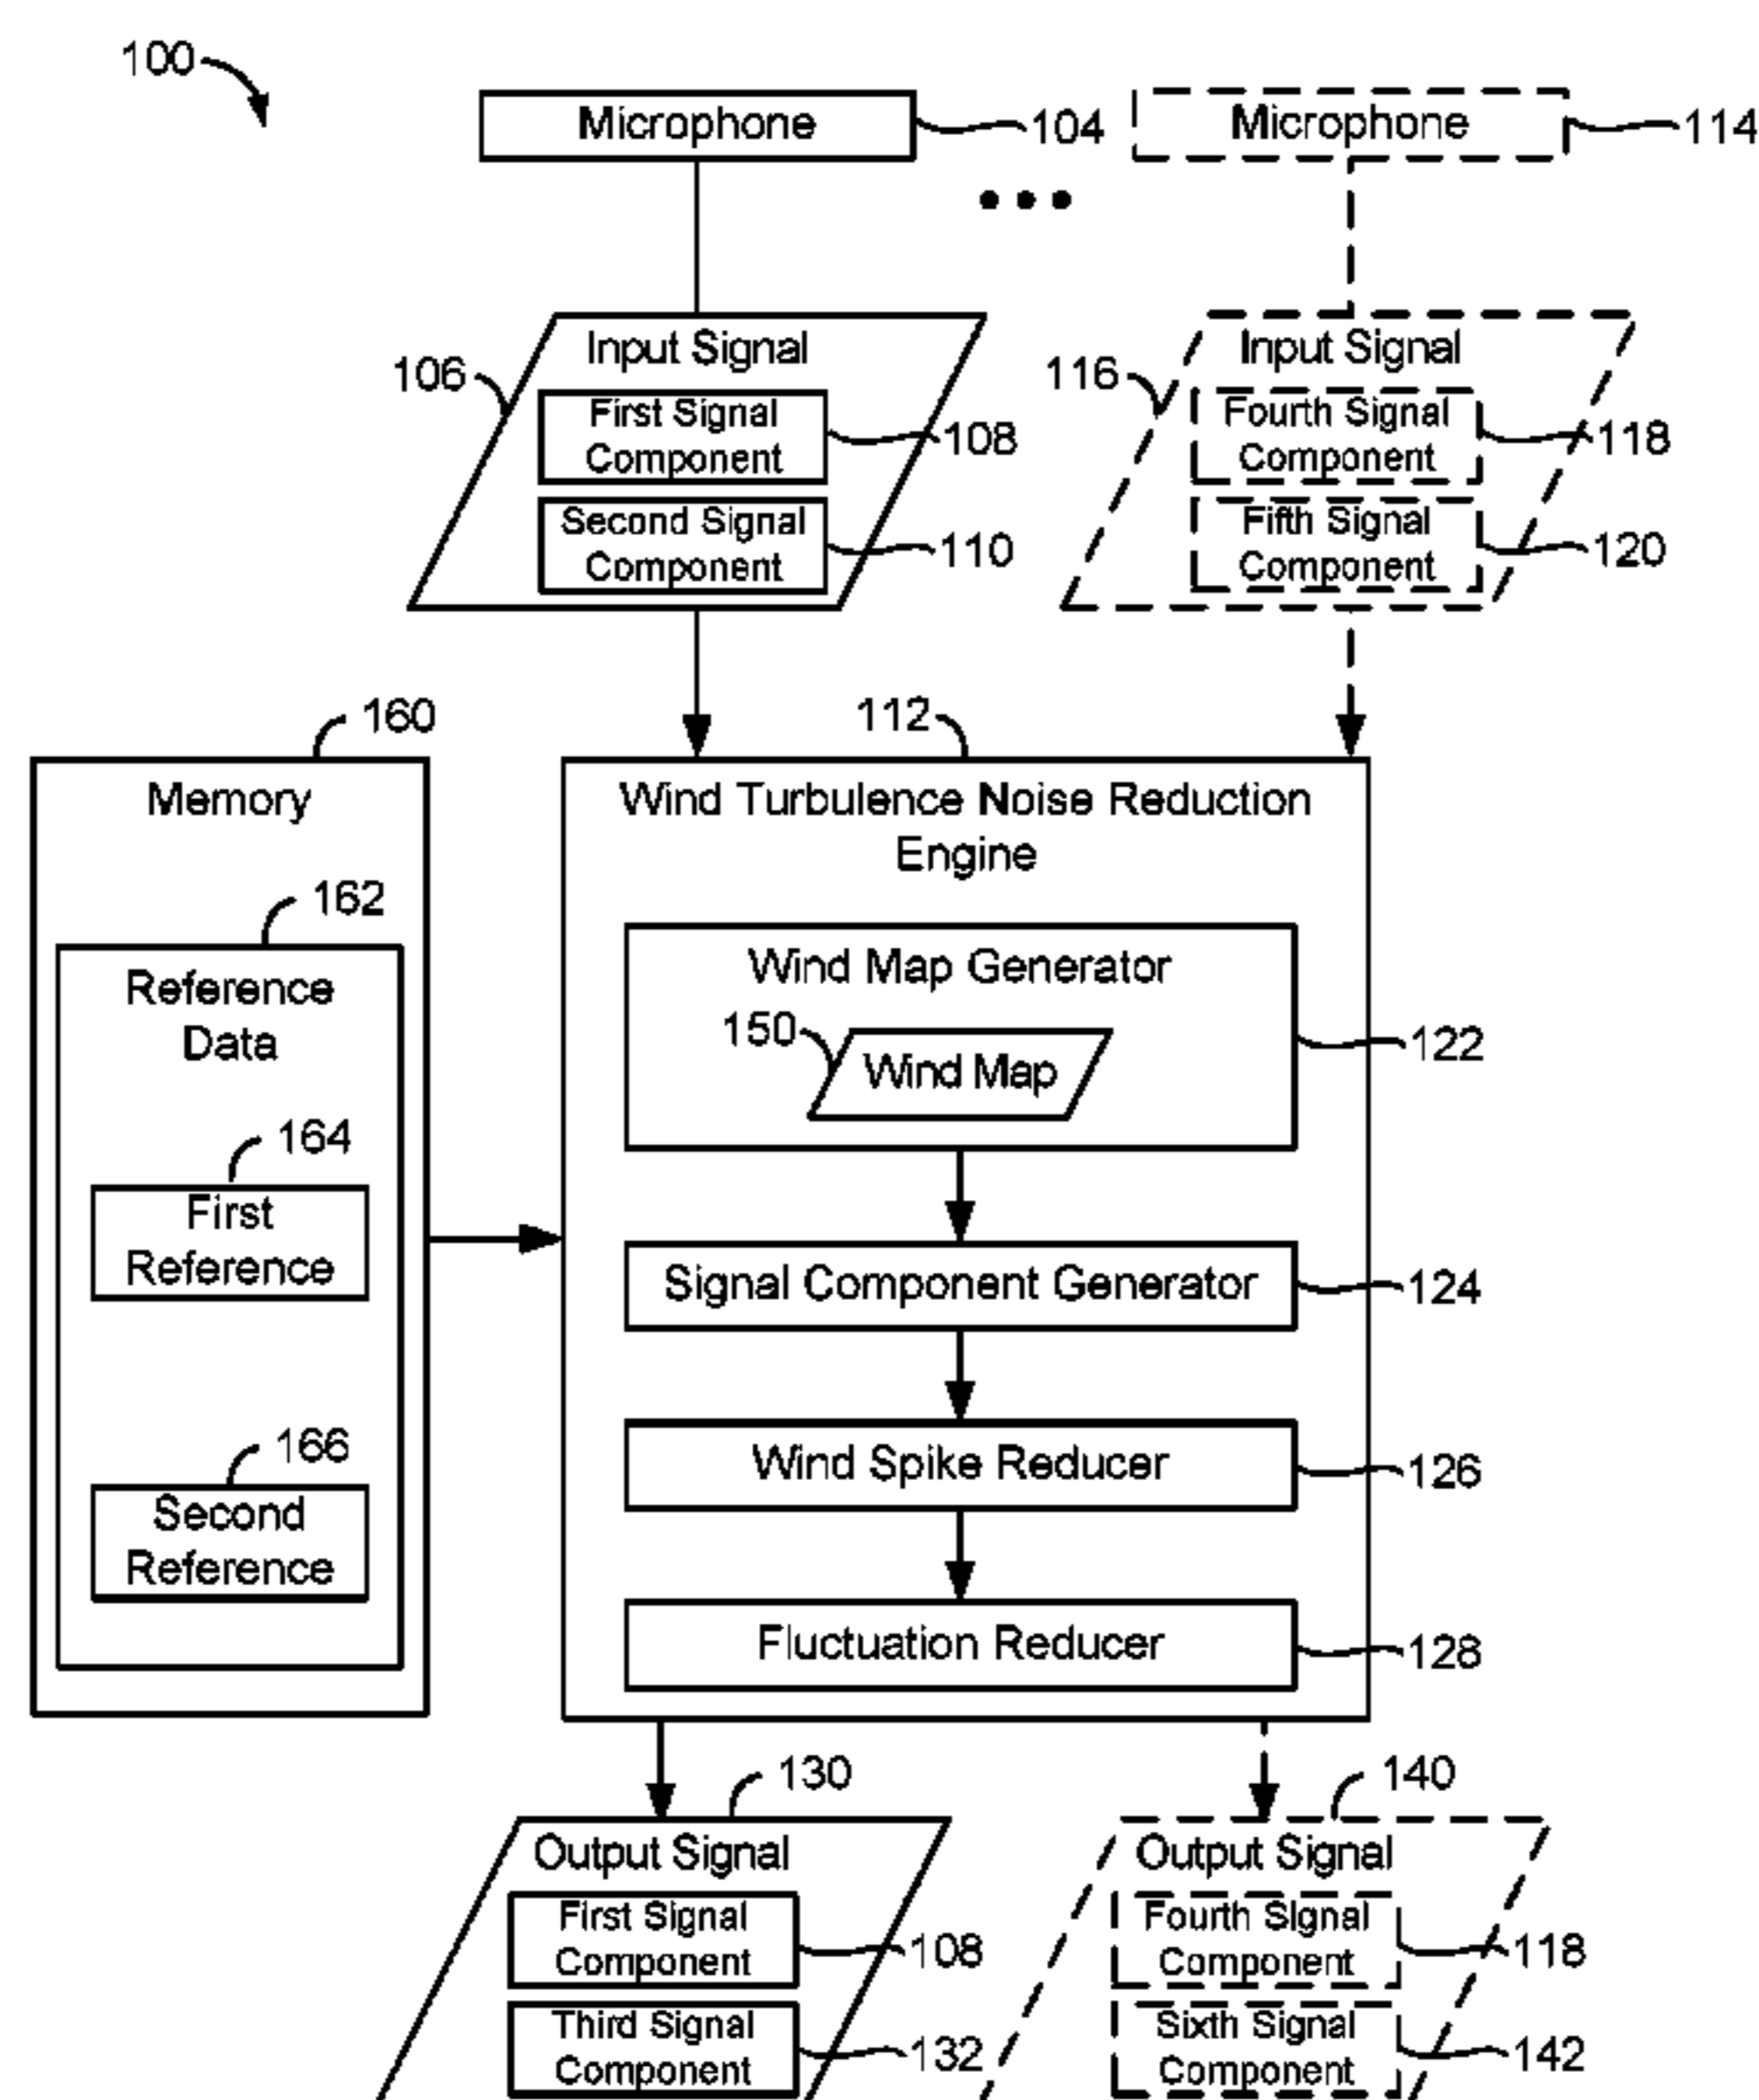 100
Microphone
104
Microphone
114
Input Signal
106
First Signal
Component
108
Second Signal
Component
110
Input Signal
116
Fourth Signal
Component
118
Fifth Signal
Component
120
160
Memory
162
Reference
Data
164
First
Reference
166
Second
Reference
112
Wind Turbulence Noise Reduction
Engine
Wind Map Generator
150
Wind Map
122
Signal Component Generator
124
Wind Spike Reducer
126
Fluctuation Reducer
128
130
Output Signal
First Signal
Component
108
Third Signal
Component
132
140
Output Signal
Fourth Signal
Component
118
Sixth Signal
Component
142